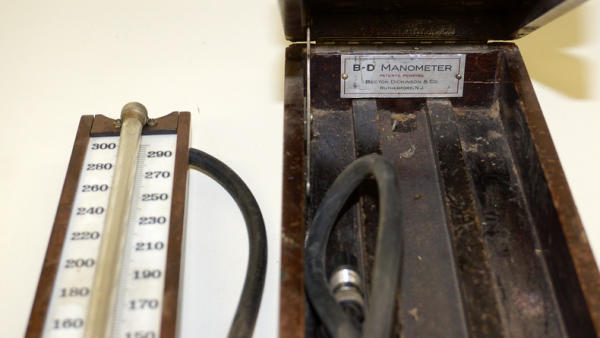 B-D MANOMETER
PATENTS PENDING
BECTON DICKINSON & CO.
RUTHERFORD, N.J.
300 290
280 270
260 250
240 230
220 210
200 190
180 170
160 150